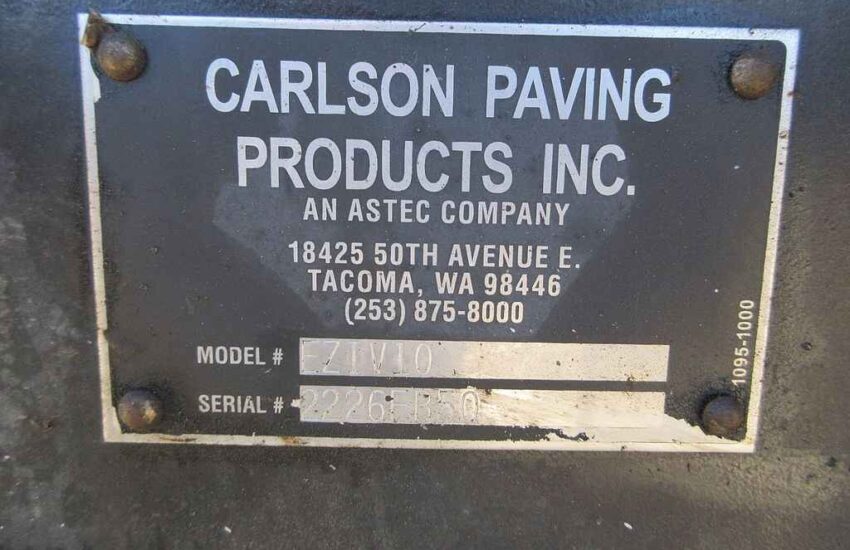 CARLSON PAVING
PRODUCTS INC.
AN ASTEC COMPANY
18425 50TH AVENUE E.
TACOMA, WA 98446
(253) 875-8000
MODEL # EZIV10
SERIAL #
1095-1000